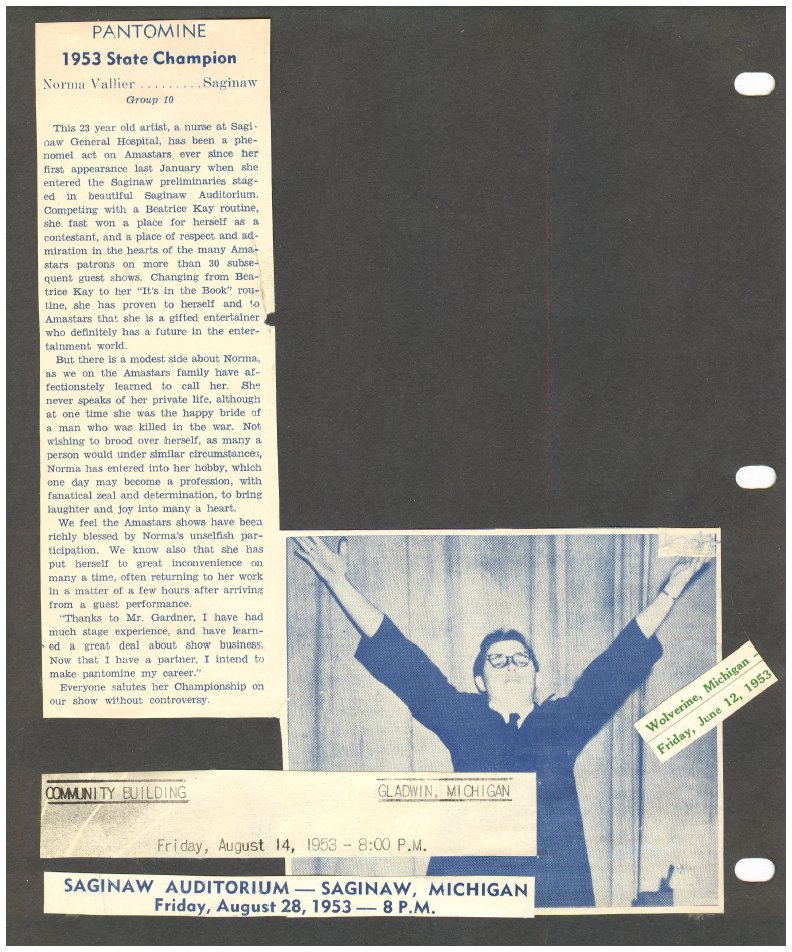 PANTOMINE
1953 State Champion
Norma Vallier . . . . . . . . . Saginaw
Group 10
This 23 year old artist, a nurse at Sagi-
naw General Hospital, has been a phe-
nomel act on Amastars ever since her
first appearance last January when she
entered the Saginaw preliminaries stag-
ed in beautiful Saginaw Auditorium.
Competing with a Beatrice Kay routine,
she fast won a place for herself as a
contestant, and a place of respect and ad-
miration in the hearts of the many Ama-
stars patrons on more than 30 subse-
quent guest shows. Changing from Bea-
trice Kay to her "It's in the Book" rou-
tine, she has proven to herself and to
Amastars that she is a gifted entertainer
who definitely has a future in the enter-
tainment world.
But there is a modest side about Norma,
as we on the Amastars family have af-
fectionately learned to call her. She
never speaks of her private life, although
at one time she was the happy bride of
a man who was killed in the war. Not
wishing to brood over herself, as many a
person would under similar circumstances,
Norma has entered into her hobby, which
one day may become a profession, with
fanatical zeal and determination, to bring
laughter and joy into many a heart.
We feel the Amastars shows have been
richly blessed by Norma's unselfish par-
ticipation. We know also that she has
put herself to great inconvenience on
many a time, often returning to her work
in a matter of a few hours after arriving
from a guest performance.
"Thanks to Mr. Gardner, I have had
much stage experience, and have learn-
ed a great deal about show business.
Now that I have a partner, I intend to
make pantomine my career."
Everyone salutes her Championship on
our show without controversy.
Wolverine, Michigan -
Friday, June 12, 1953
COMMUNITY BUILDING GLADWIN, MICHIGAN
Friday, August 14, 1953 - 8:00 P.M.
SAGINAW AUDITORIUM — SAGINAW, MICHIGAN
Friday, August 28, 1953 — 8 P.M.